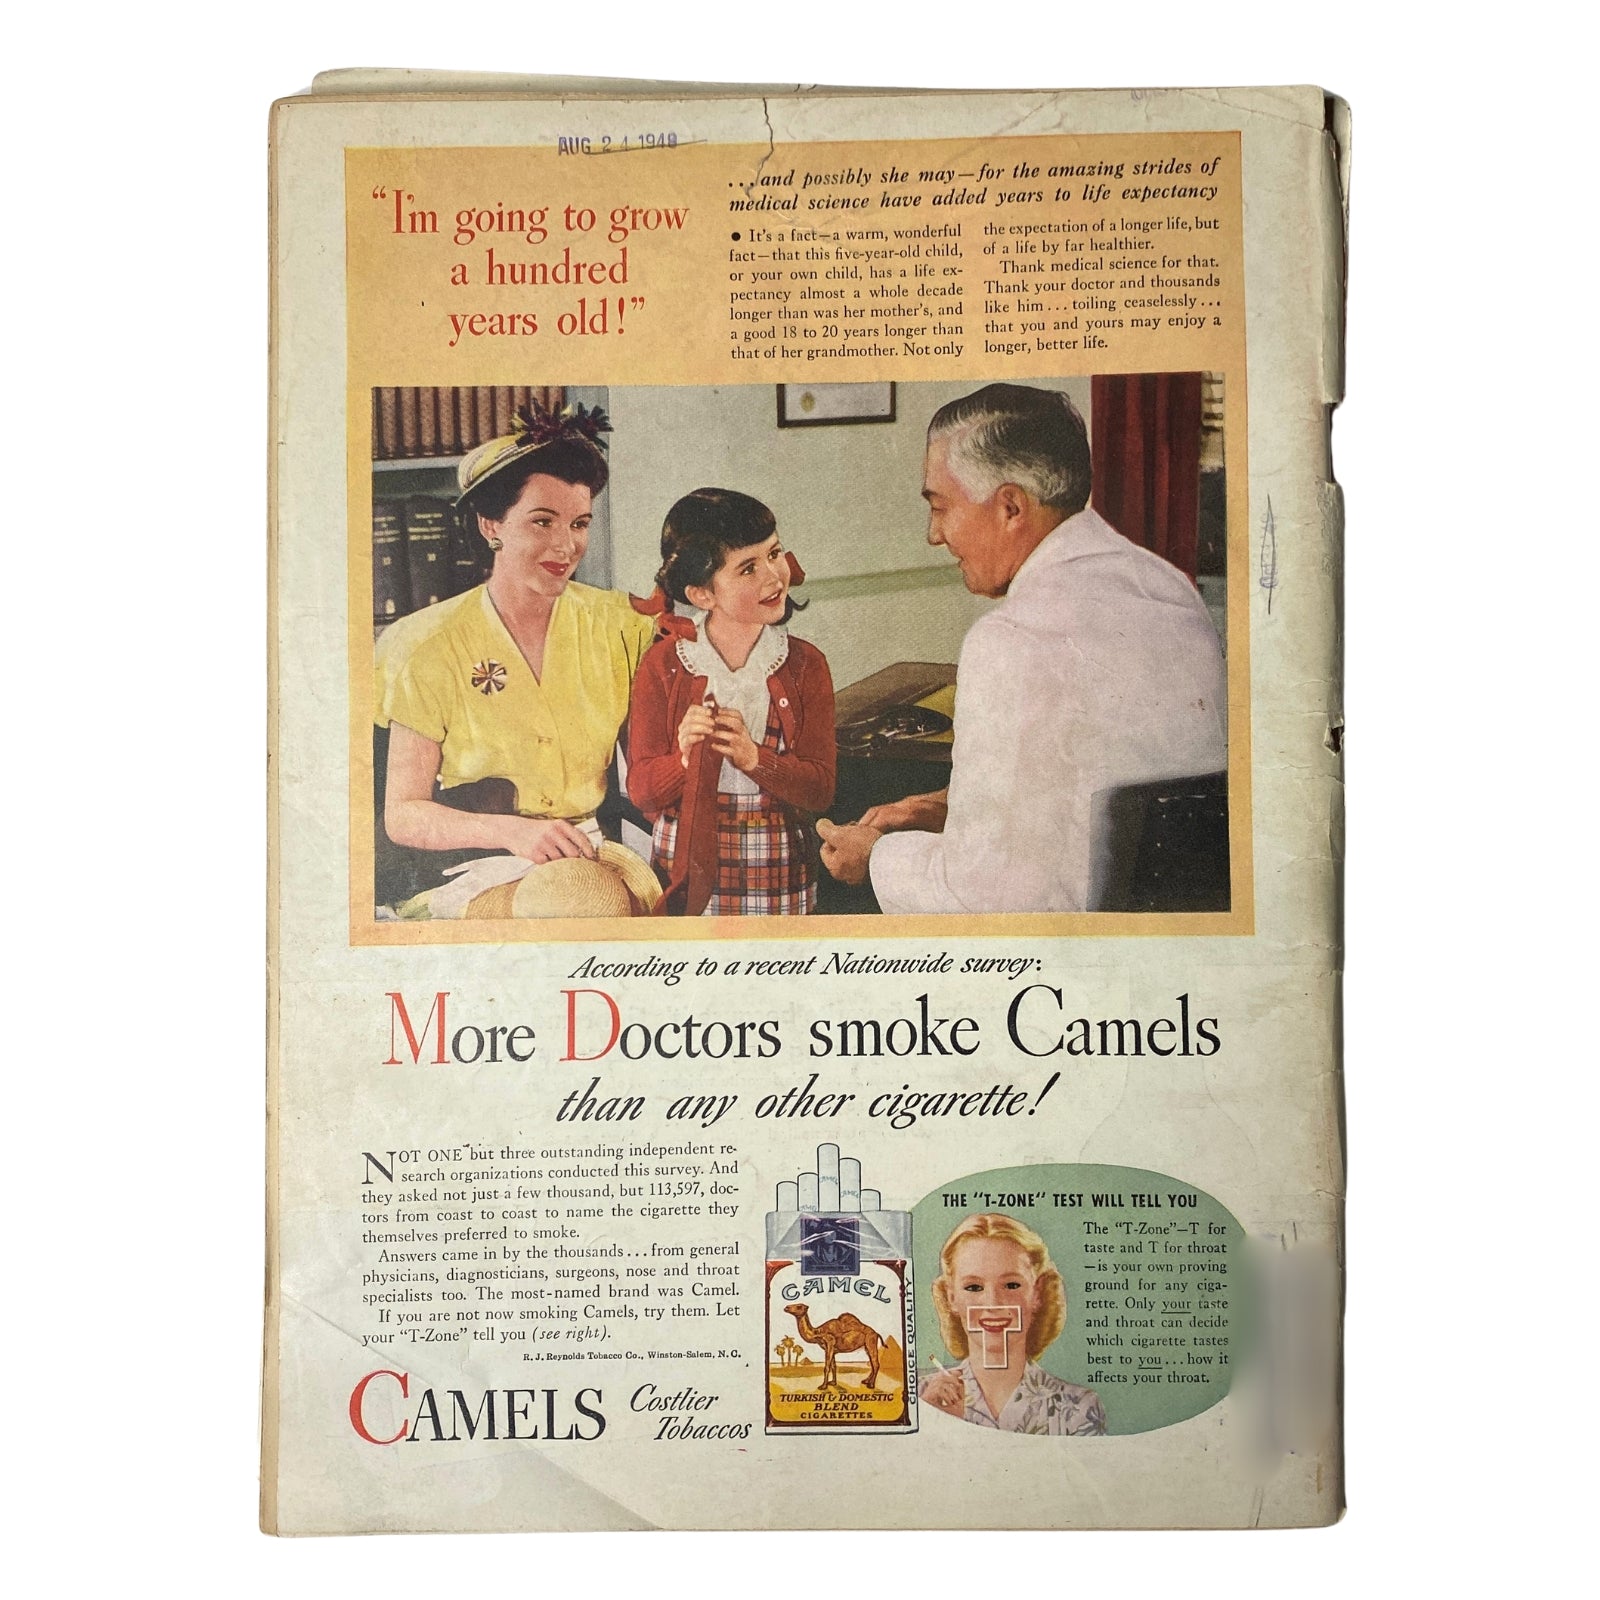 AUG 24 1948
“I'm going to grow
a hundred
years old!”
...and possibly she may—for the amazing strides of
medical science have added years to life expectancy
● It's a fact—a warm, wonderful
fact—that this five-year-old child,
or your own child, has a life ex-
pectancy almost a whole decade
longer than was her mother's, and
a good 18 to 20 years longer than
that of her grandmother. Not only
the expectation of a longer life, but
of a life by far healthier.
Thank medical science for that.
Thank your doctor and thousands
like him...toiling ceaselessly...
that you and yours may enjoy a
longer, better life.
According to a recent Nationwide survey:
More Doctors smoke Camels
than any other cigarette!
NOT ONE but three outstanding independent re-
search organizations conducted this survey. And
they asked not just a few thousand, but 113,597, doc-
tors from coast to coast to name the cigarette they
themselves preferred to smoke.
Answers came in by the thousands...from general
physicians, diagnosticians, surgeons, nose and throat
specialists too. The most-named brand was Camel.
If you are not now smoking Camels, try them. Let
your “T-Zone” tell you (see right).
R. J. Reynolds Tobacco Co., Winston-Salem, N. C.
CAMELS
Costlier
Tobaccos
CAMEL
CHOICE QUALITY
TURKISH & DOMESTIC
BLEND
CIGARETTES
THE "T-ZONE" TEST WILL TELL YOU
The “T-Zone”—T for
taste and T for throat
—is your own proving
ground for any ciga-
rette. Only your taste
and throat can decide
which cigarette tastes
best to you...how it
affects your throat.
T